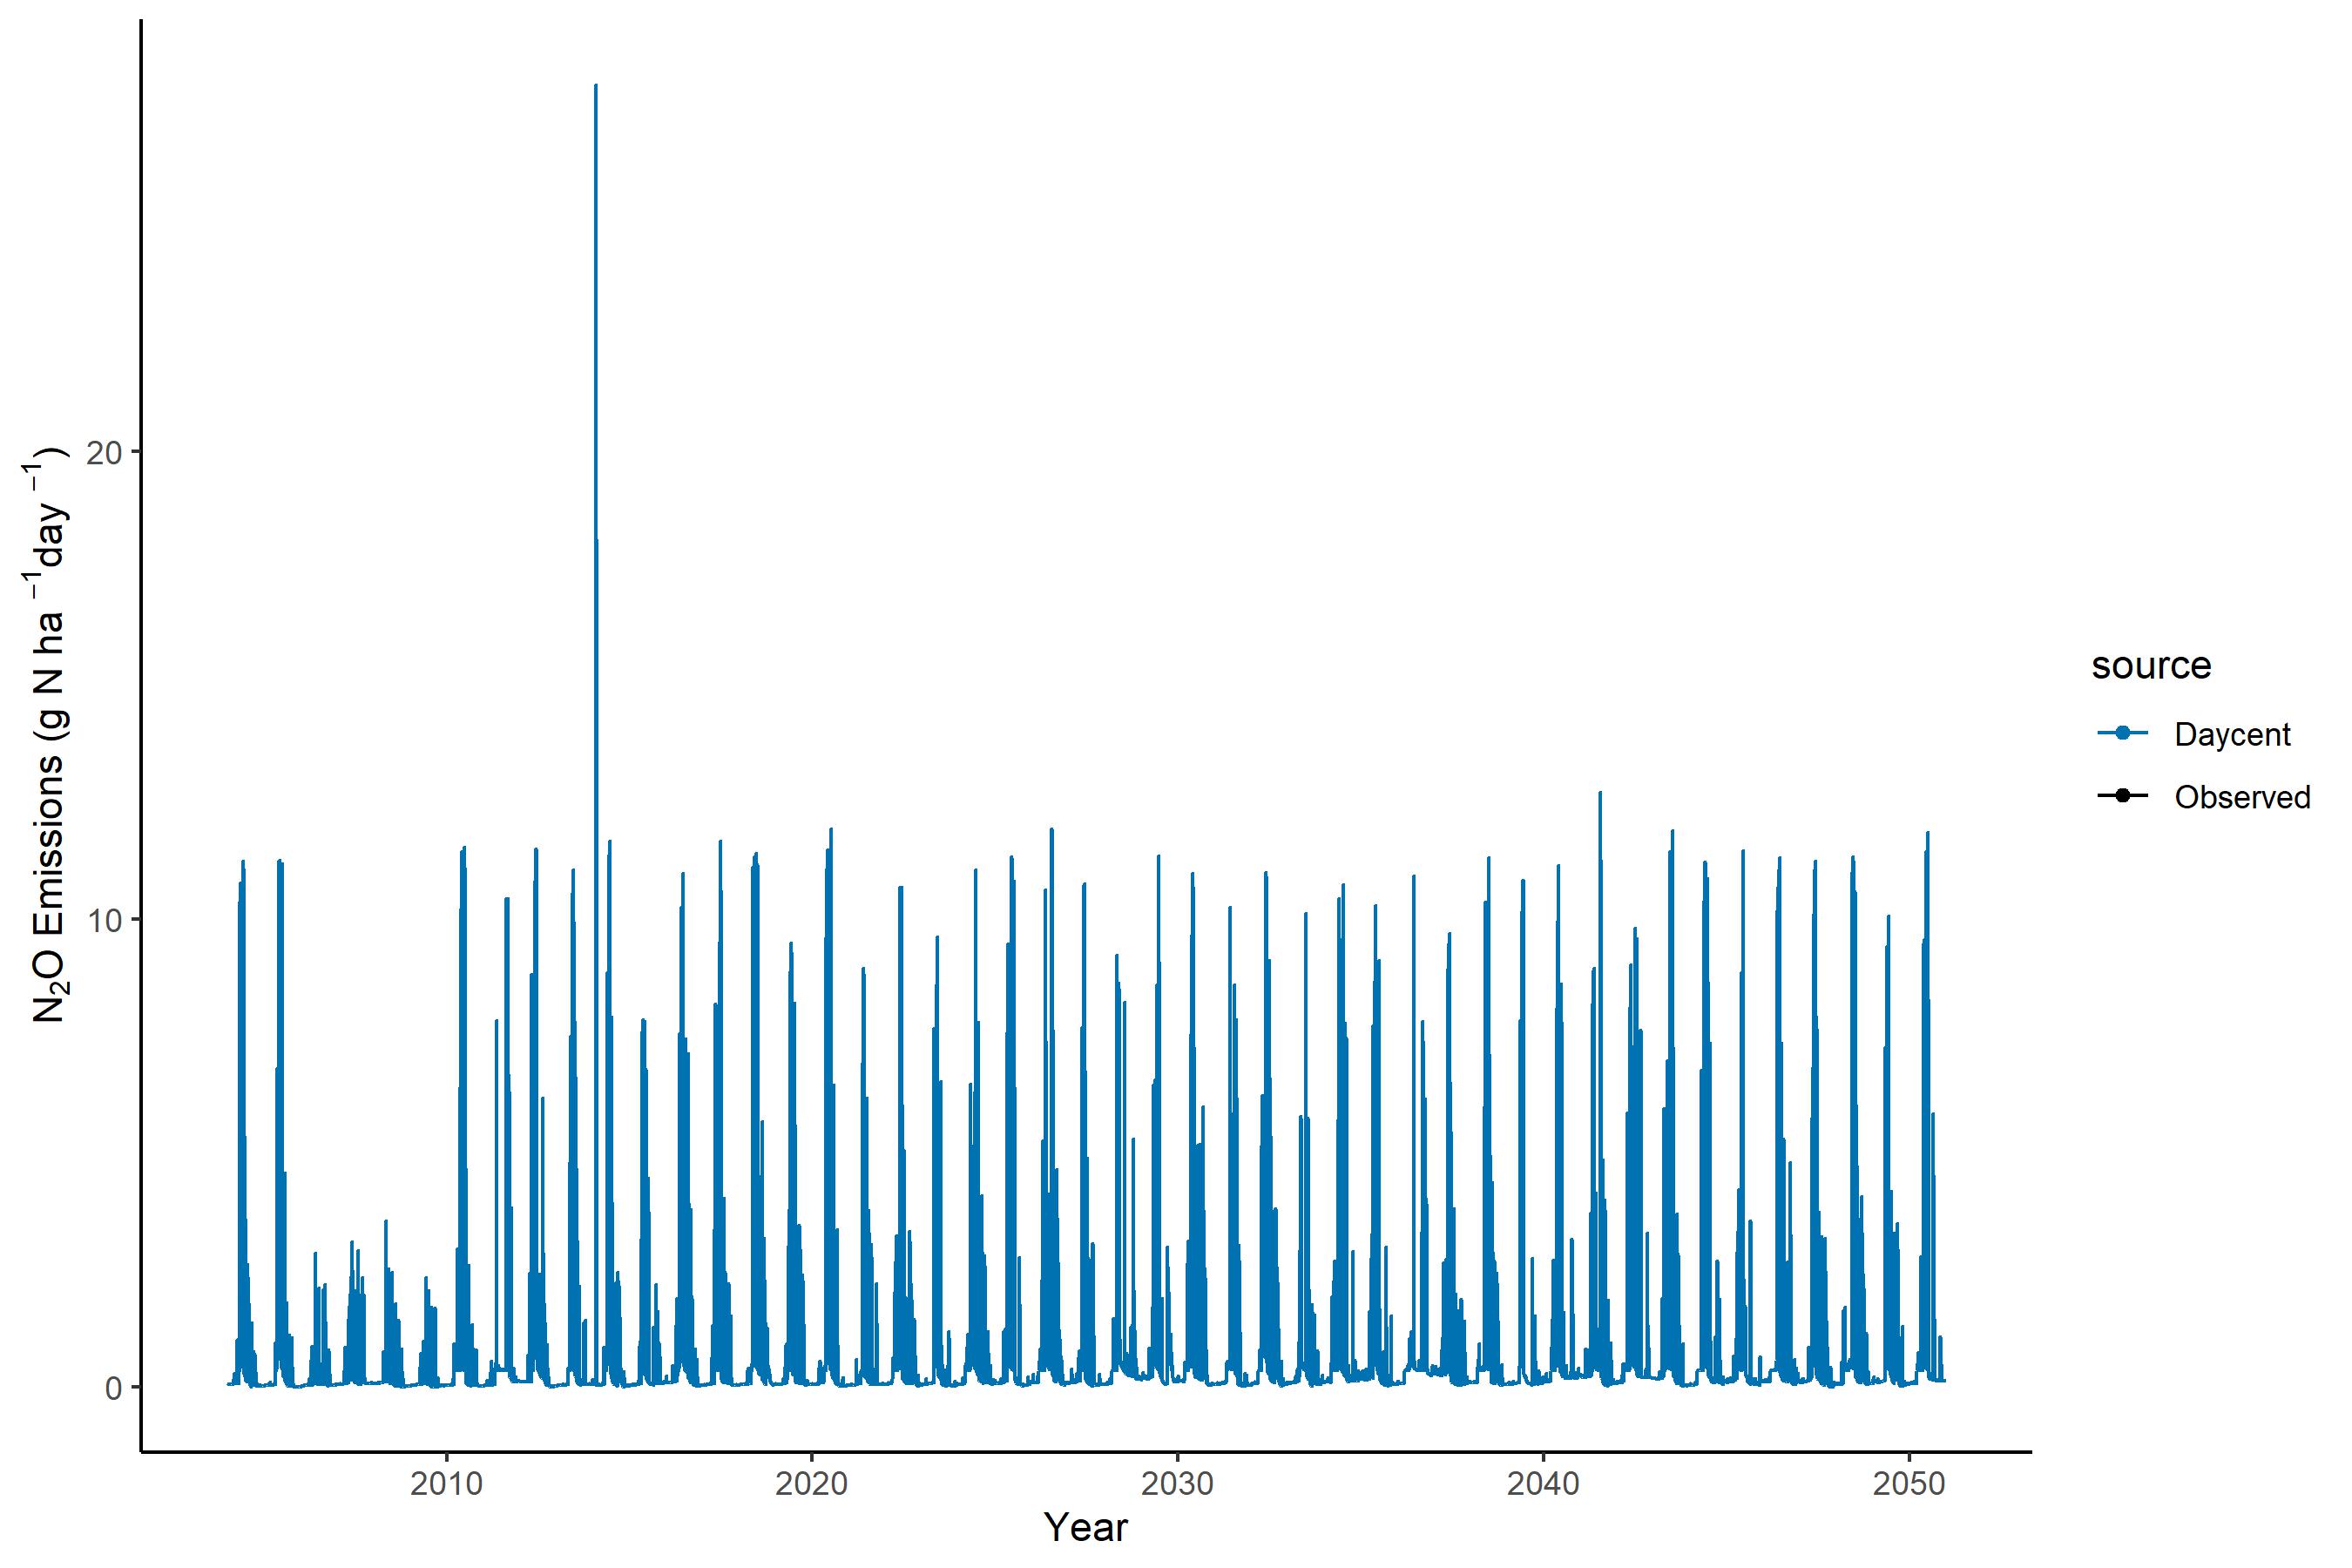 N₂O Emissions (g N ha ⁻¹day ⁻¹)
20
10
0
2010 2020 2030 2040 2050
Year
source
Daycent
Observed